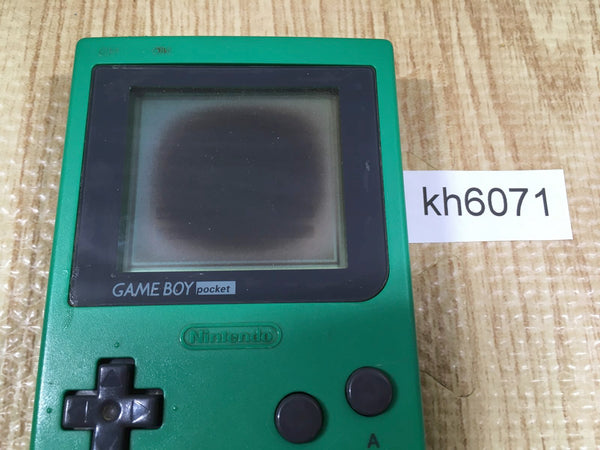 kh6071
GAME BOY pocket
Nintendo
A